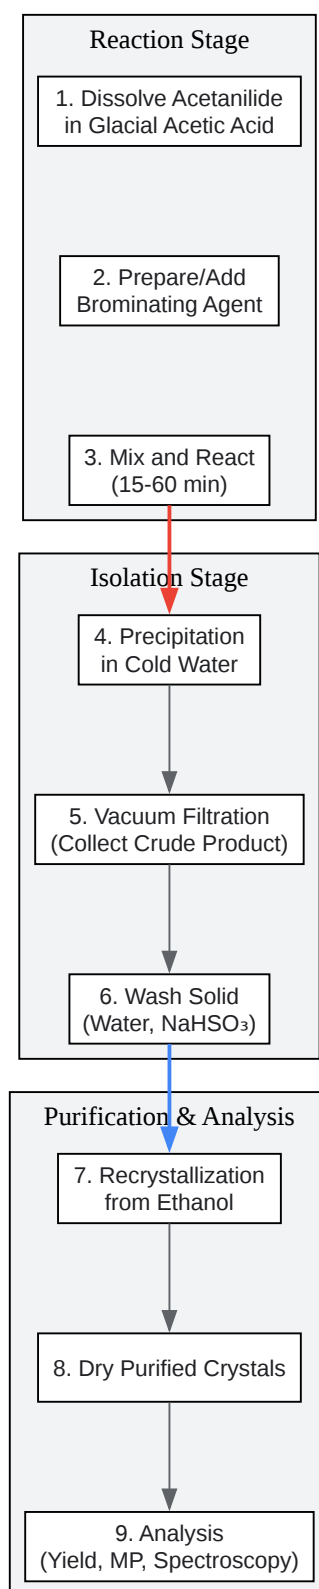 Reaction Stage
1. Dissolve Acetanilide
in Glacial Acetic Acid
2. Prepare/Add
Brominating Agent
3. Mix and React
(15-60 min)
Isolation Stage
4. Precipitation
in Cold Water
5. Vacuum Filtration
(Collect Crude Product)
6. Wash Solid
(Water, NaHSO₃)
Purification & Analysis
7. Recrystallization
from Ethanol
8. Dry Purified Crystals
9. Analysis
(Yield, MP, Spectroscopy)